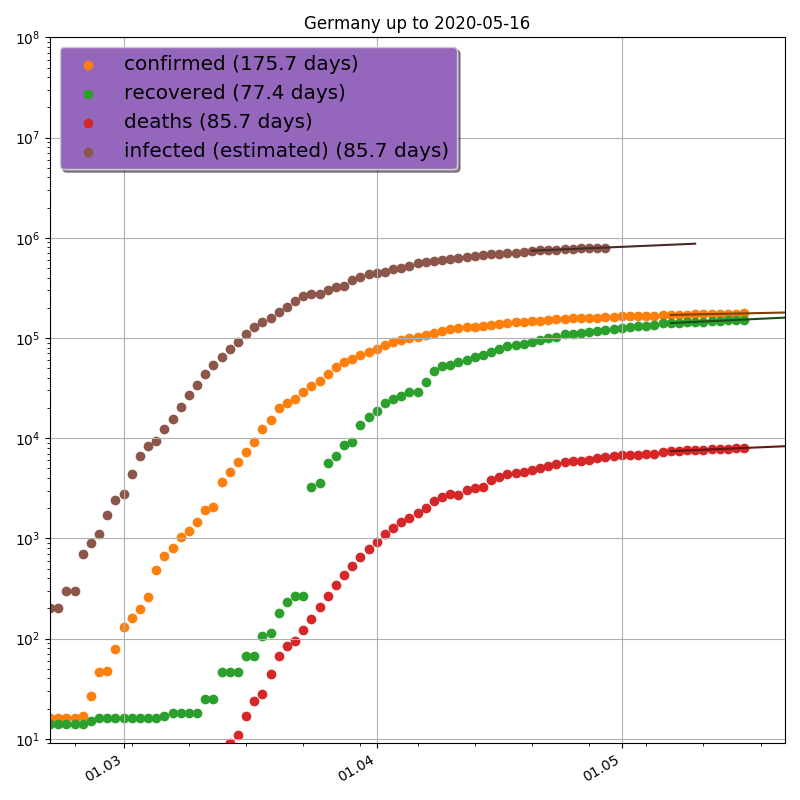 Germany up to 2020-05-16
10^8
confirmed (175.7 days)
recovered (77.4 days)
deaths (85.7 days)
infected (estimated) (85.7 days)
10^7
10^6
10^5
10^4
10^3
10^2
10^1
01.03
01.04
01.05